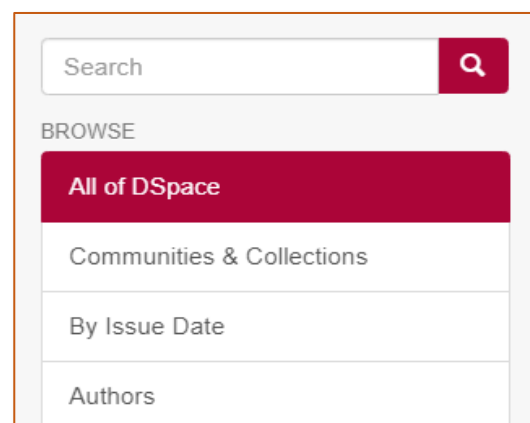 Search
BROWSE
All of DSpace
Communities & Collections
By Issue Date
Authors